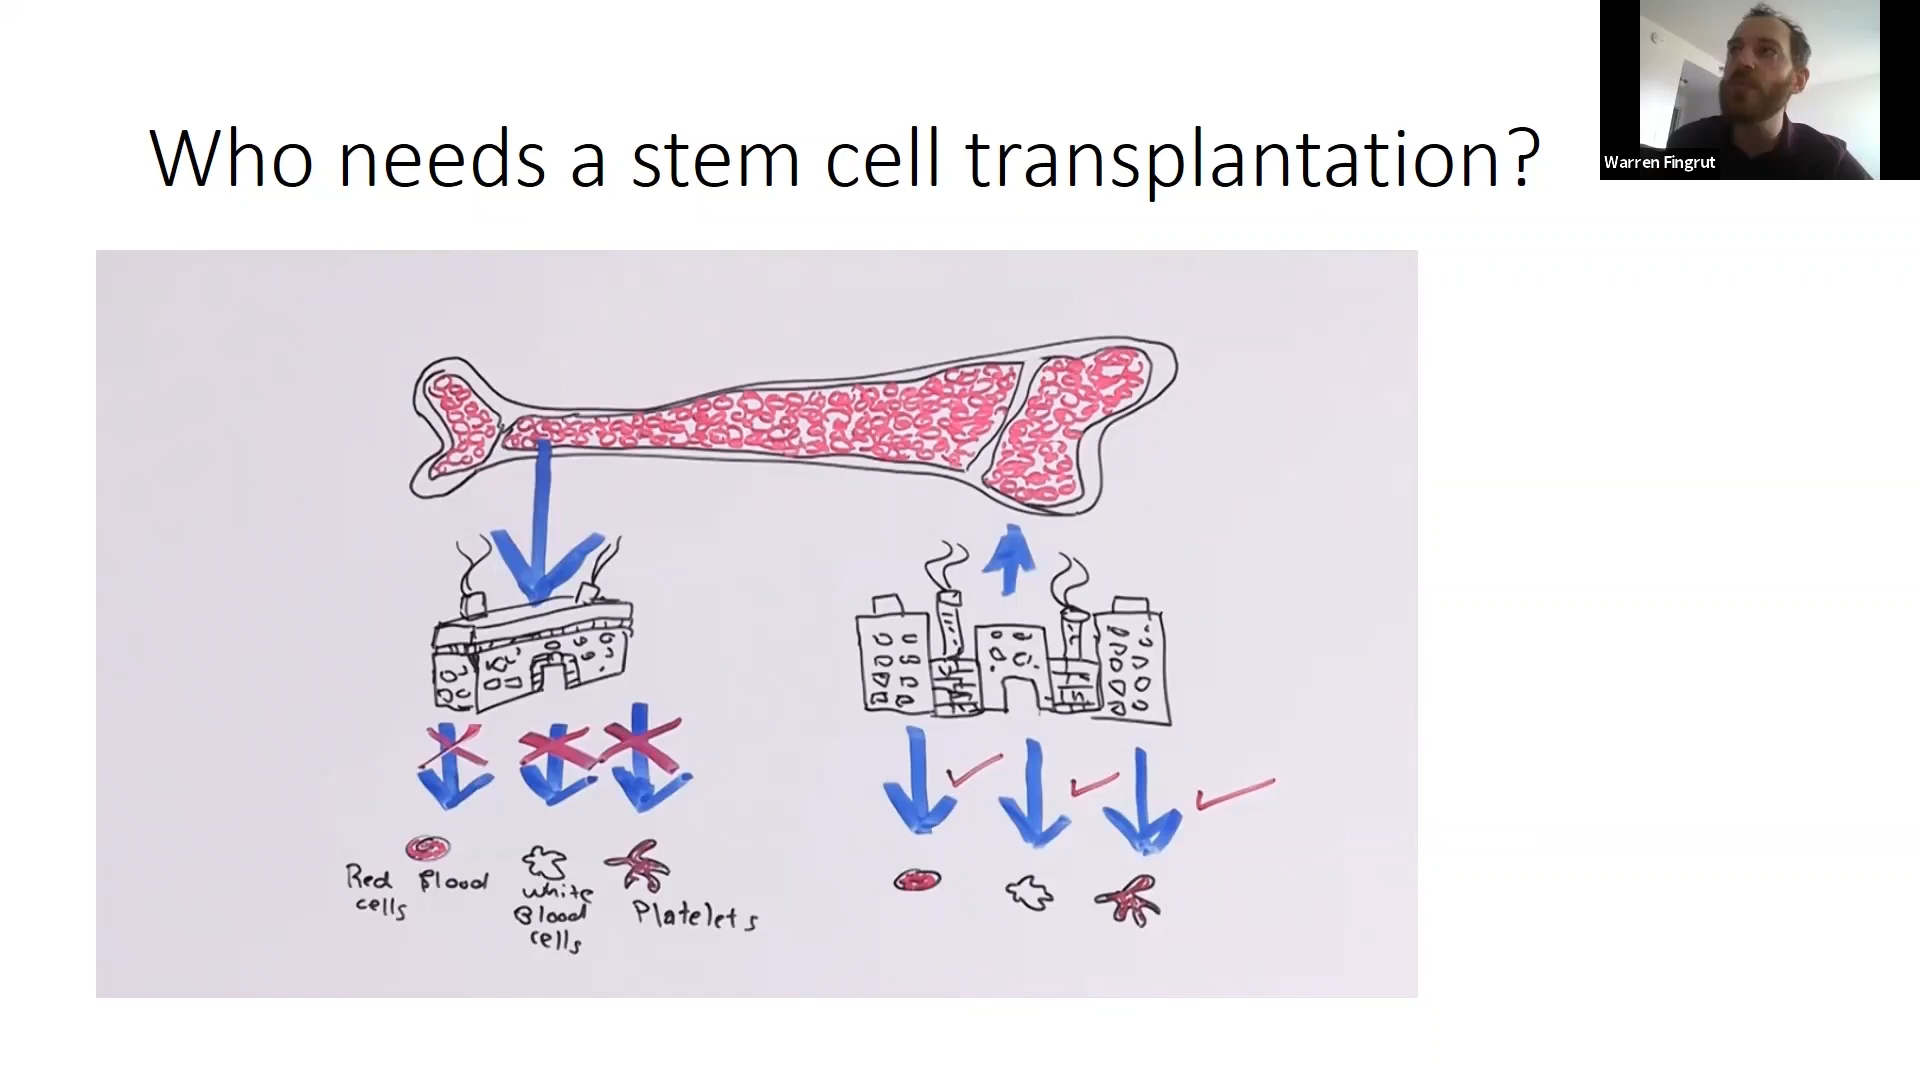 Who needs a stem cell transplantation?
Warren Fingrut
Red Blood
cells
White
Blood
cells
Platelets